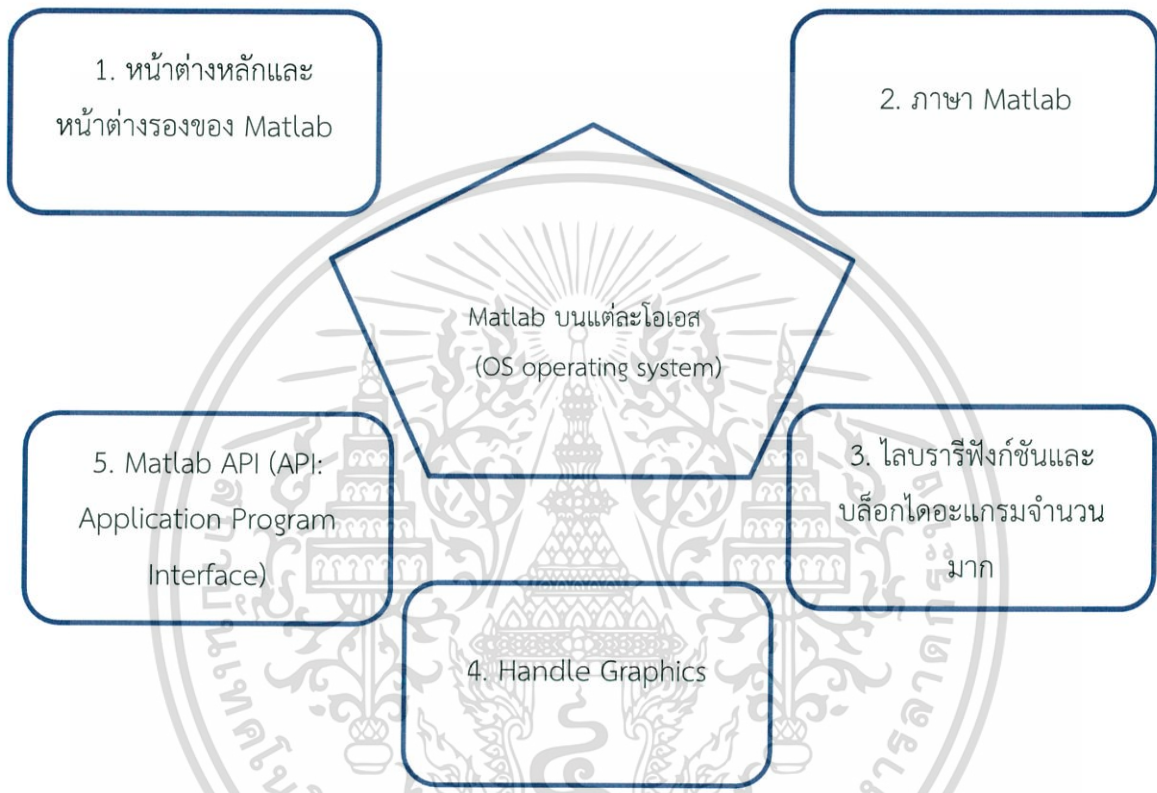 1. หน้าต่างหลักและ
หน้าต่างรองของ Matlab
2. ภาษา Matlab
Matlab บนแต่ละโอเอส
(OS operating system)
5. Matlab API (API:
Application Program
Interface)
3. ไลบรารีฟังก์ชันและ
บล็อกไดอะแกรมจำนวน
มาก
4. Handle Graphics